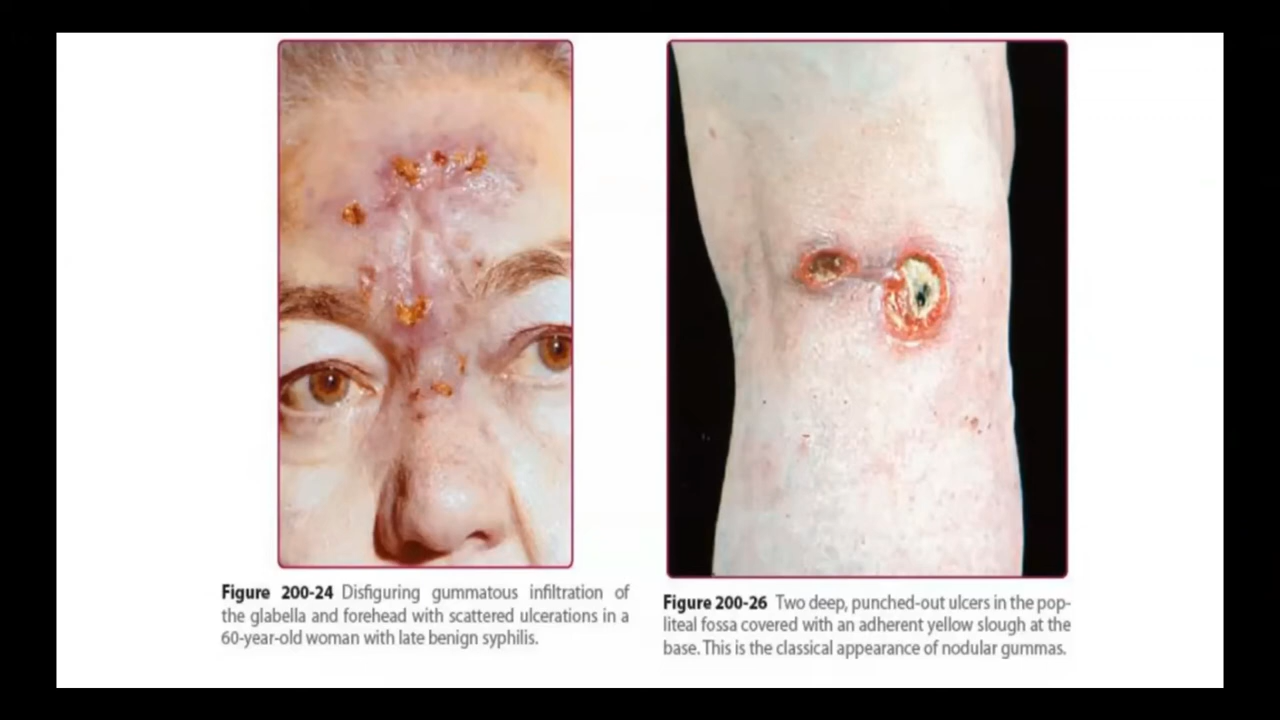 Figure 200-24 Disfiguring gummatous infiltration of
the glabella and forehead with scattered ulcerations in a
60-year-old woman with late benign syphilis.
Figure 200-26 Two deep, punched-out ulcers in the pop-
liteal fossa covered with an adherent yellow slough at the
base. This is the classical appearance of nodular gummas.